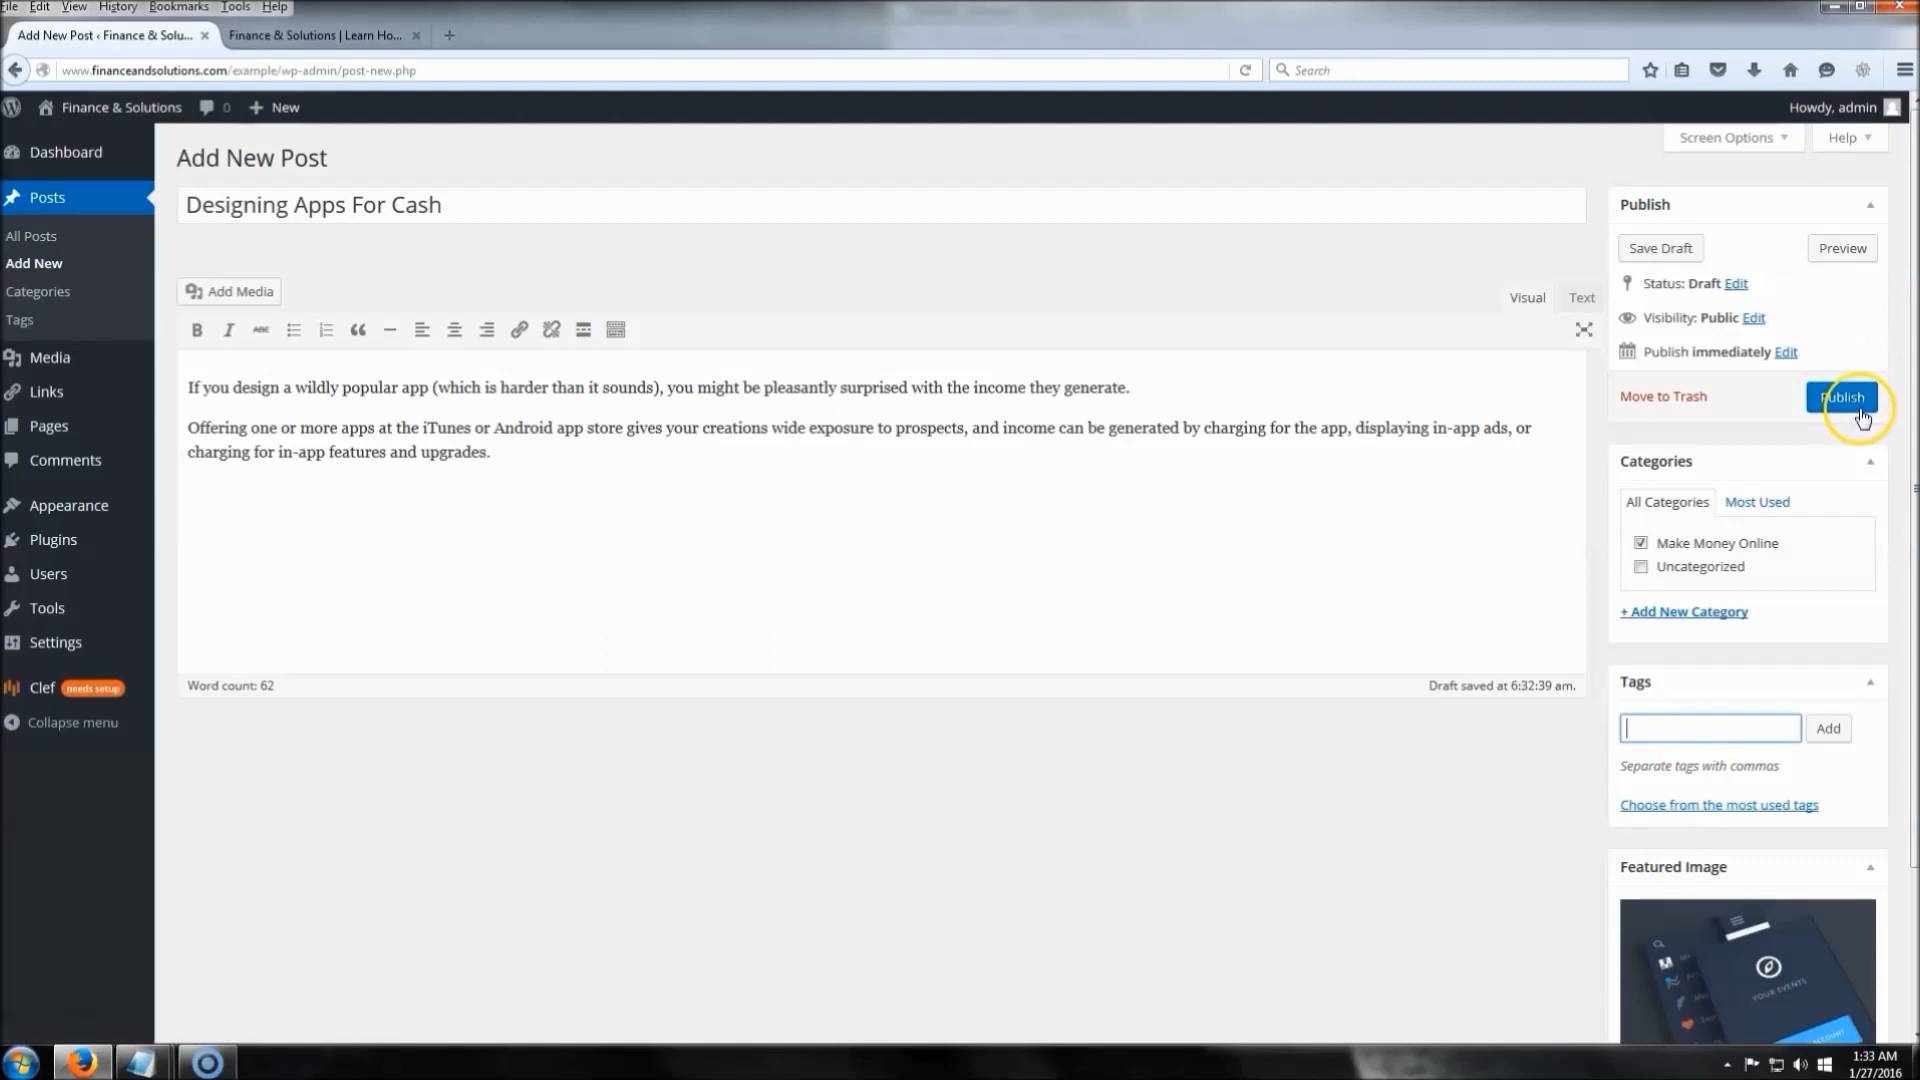 File Edit View History Bookmarks Tools Help
Add New Post ‹ Finance & Solu... × Finance & Solutions | Learn Ho... × +
www.financeandsolutions.com/example/wp-admin/post-new.php Search
Finance & Solutions 0 + New Howdy, admin
Screen Options Help
Dashboard
Posts
All Posts
Add New
Categories
Tags
Media
Links
Pages
Comments
Appearance
Plugins
Users
Tools
Settings
Clef needs setup
Collapse menu
Add New Post
Designing Apps For Cash
Add Media
Visual Text
B I ABC
If you design a wildly popular app (which is harder than it sounds), you might be pleasantly surprised with the income they generate.
Offering one or more apps at the iTunes or Android app store gives your creations wide exposure to prospects, and income can be generated by charging for the app, displaying in-app ads, or
charging for in-app features and upgrades.
Word count: 62 Draft saved at 6:32:39 am.
Publish
Save Draft Preview
Status: Draft Edit
Visibility: Public Edit
Publish immediately Edit
Move to Trash Publish
Categories
All Categories Most Used
Make Money Online
Uncategorized
+ Add New Category
Tags
Add
Separate tags with commas
Choose from the most used tags
Featured Image
YOUR EVENTS
ACCOUNT
1:33 AM
1/27/2016